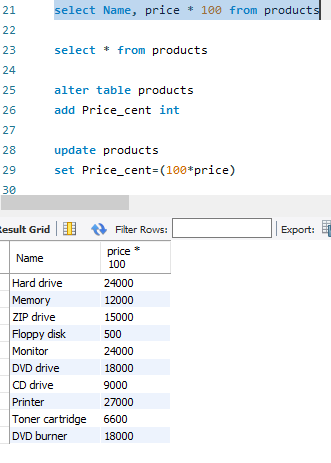 21 select Name, price * 100 from products
22
23 select * from products
24
25 alter table products
26 add Price_cent int
27
28 update products
29 set Price_cent=(100*price)
30
Result Grid Filter Rows: Export:
Name price * 100
Hard drive 24000
Memory 12000
ZIP drive 15000
Floppy disk 500
Monitor 24000
DVD drive 18000
CD drive 9000
Printer 27000
Toner cartridge 6600
DVD burner 18000